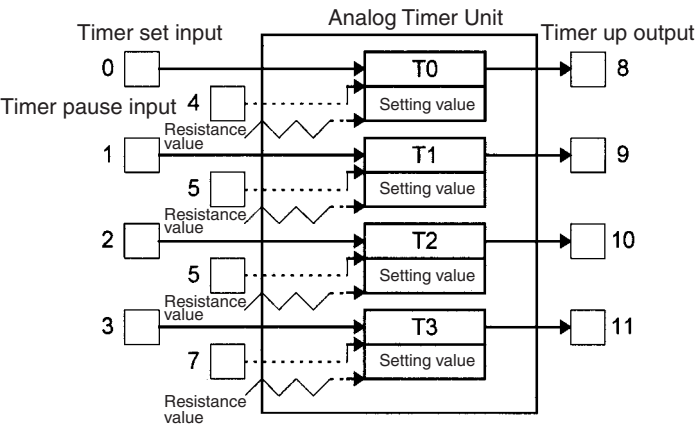 Analog Timer Unit
Timer set input
Timer up output
0
T0
8
Timer pause input
4
Setting value
Resistance
value
1
T1
9
5
Setting value
Resistance
value
2
T2
10
5
Setting value
Resistance
value
3
T3
11
7
Setting value
Resistance
value